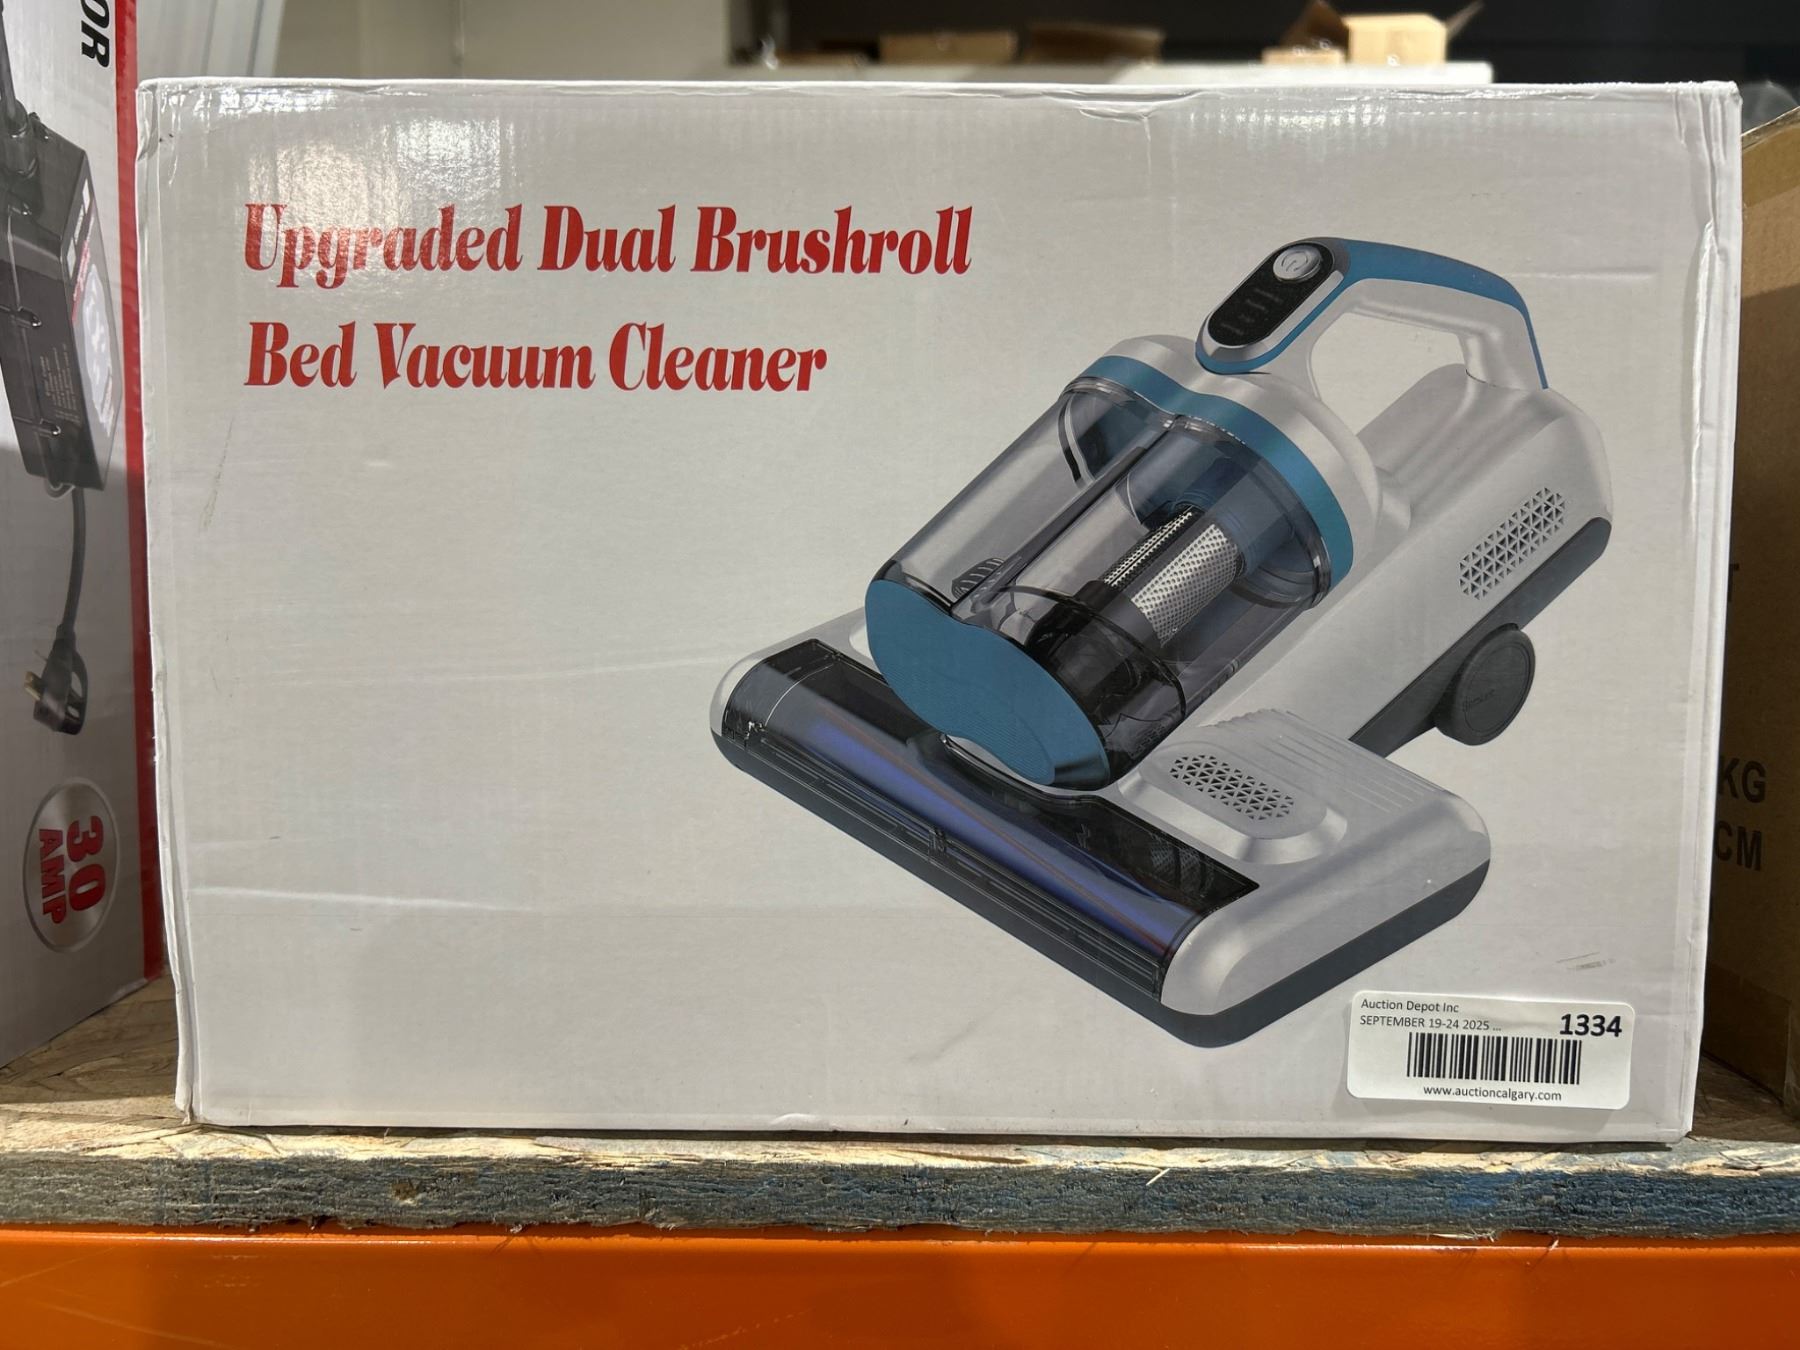 OR
Upgraded Dual Brushroll
Bed Vacuum Cleaner
30
AMP
KG
CM
Auction Depot Inc
SEPTEMBER 19-24 2025 ...
1334
www.auctioncalgary.com